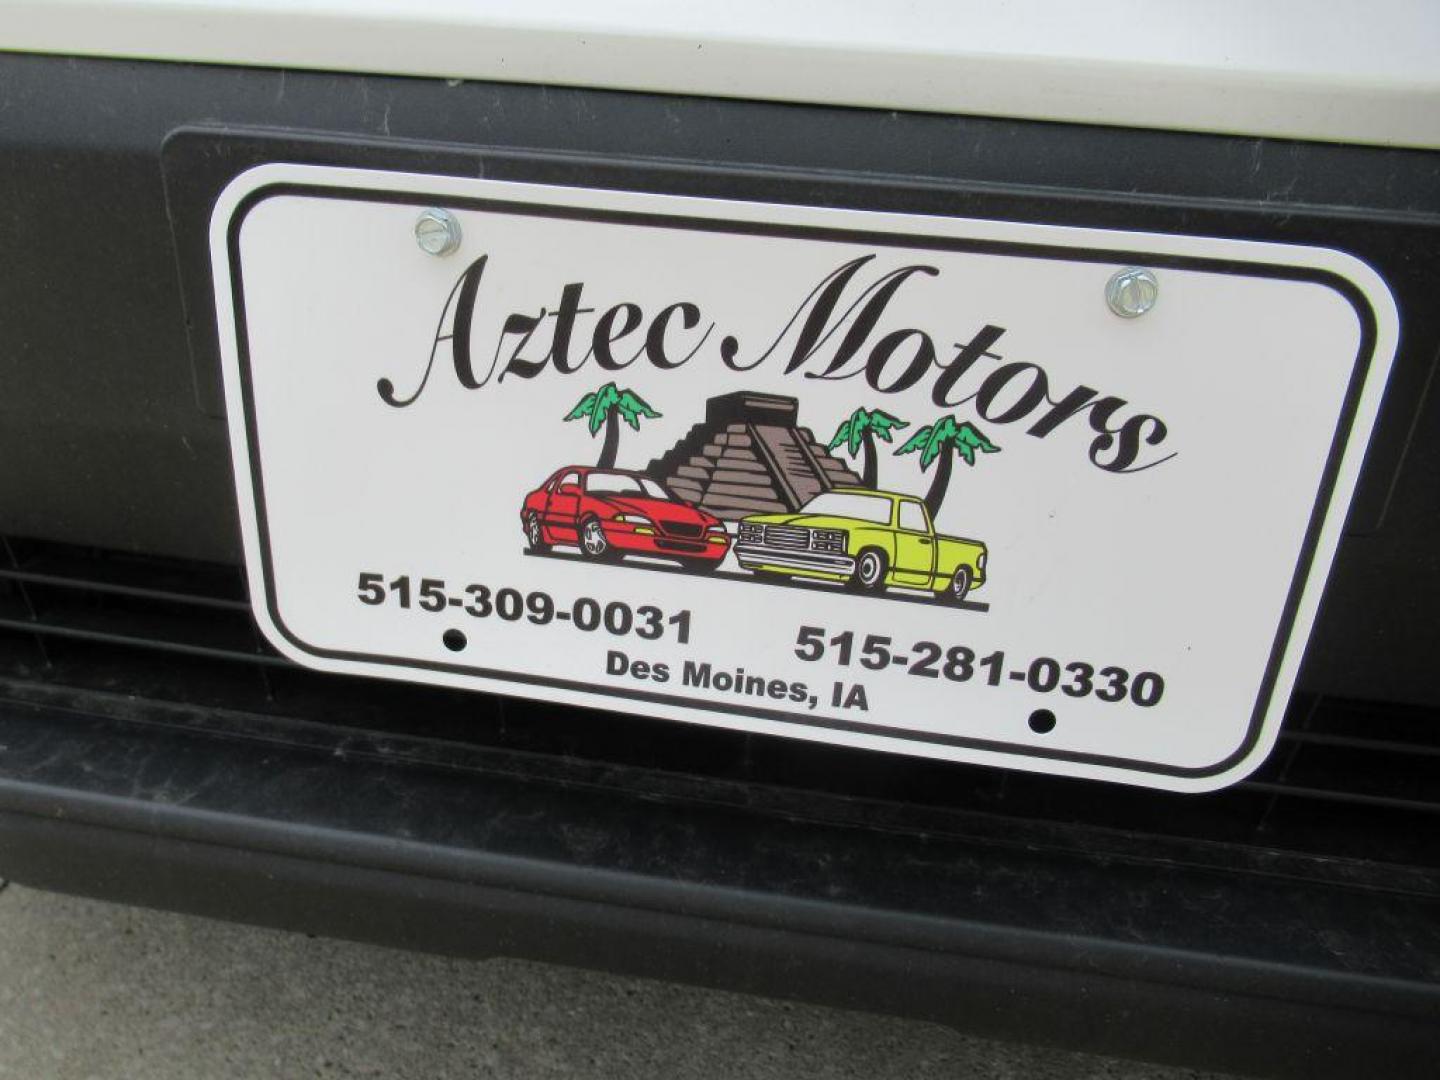 Aztec Motors
515-309-0031
515-281-0330
Des Moines, IA